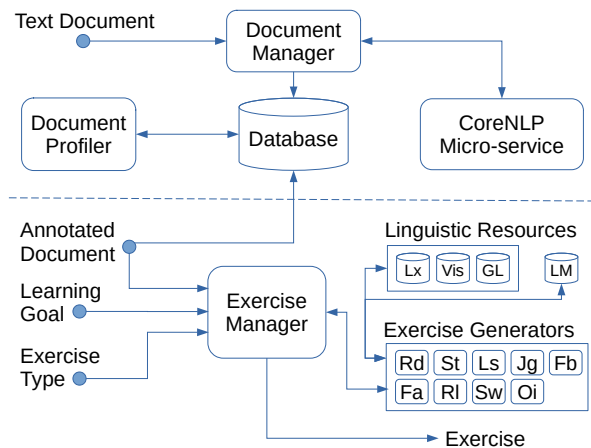 Text Document
Document
Manager
Document
Profiler
Database
CoreNLP
Micro-service
Annotated
Document
Learning
Goal
Exercise
Type
Exercise
Manager
Linguistic Resources
Lx Vis GL LM
Exercise Generators
Rd St Ls Jg Fb
Fa Rl Sw Oi
Exercise